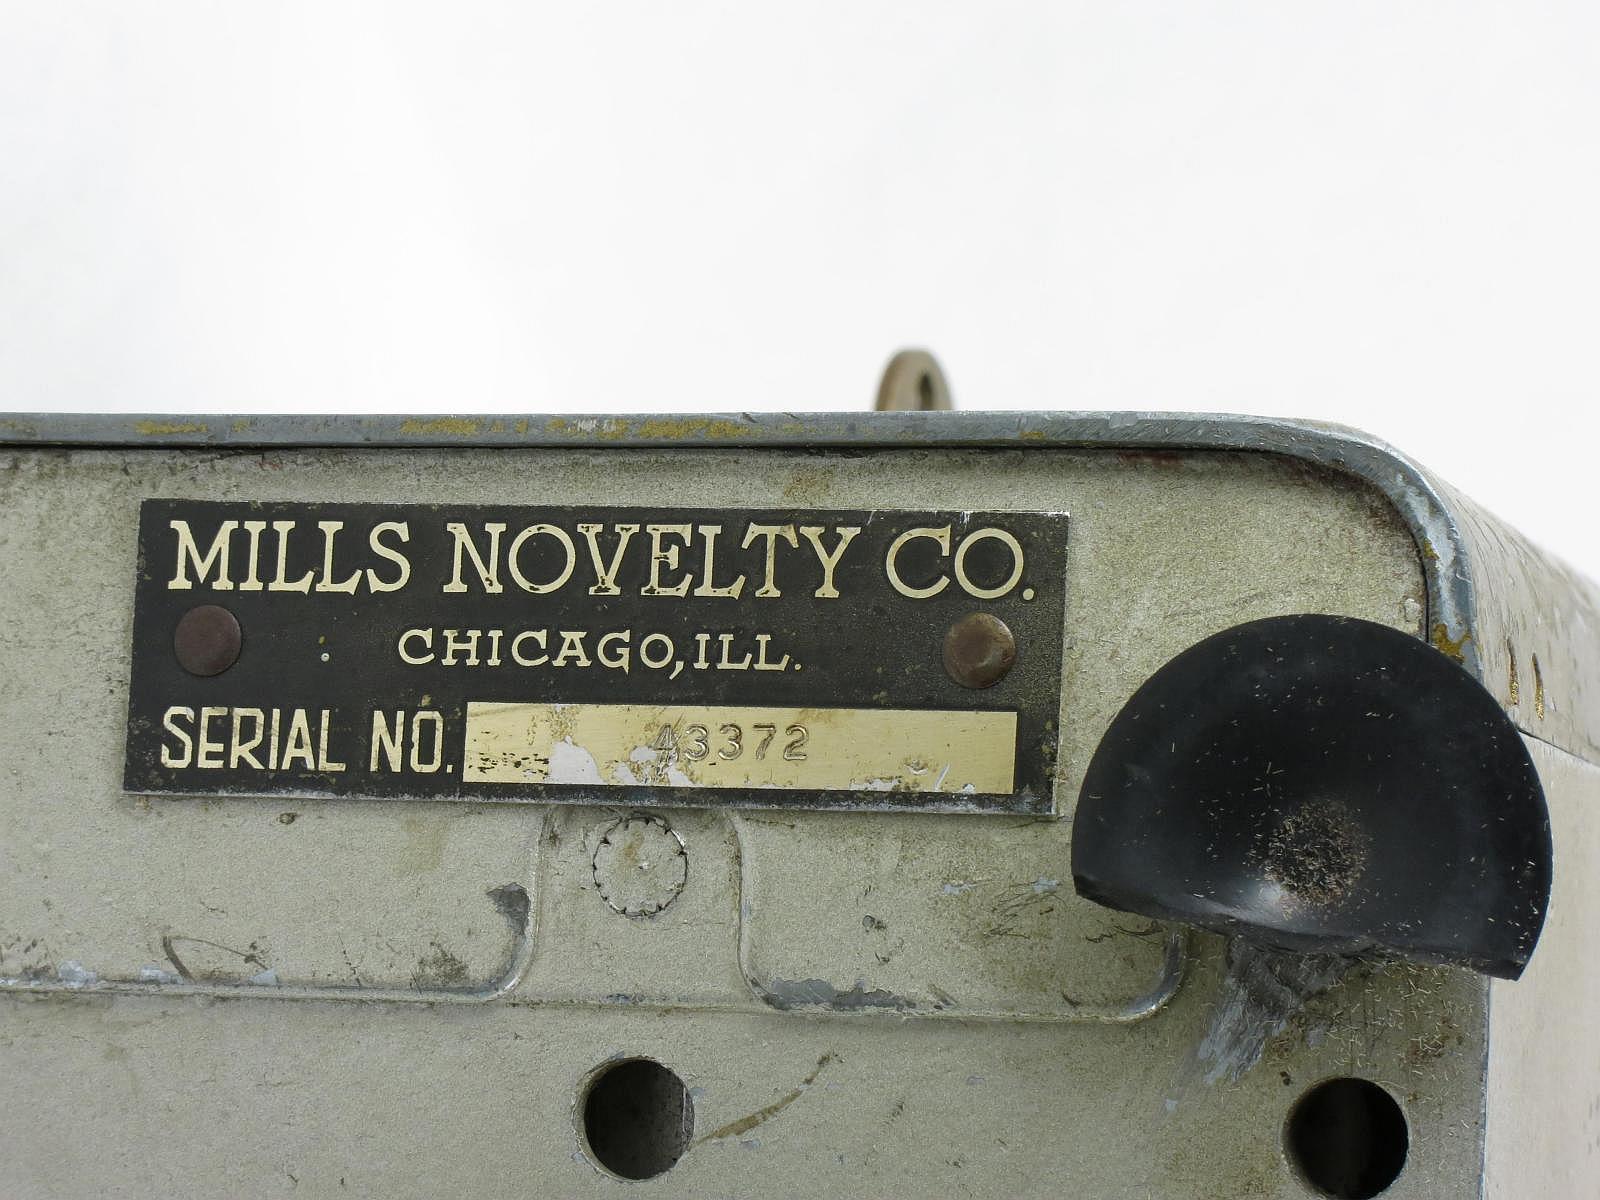 MILLS NOVELTY CO.
CHICAGO, ILL.
SERIAL NO. 43372